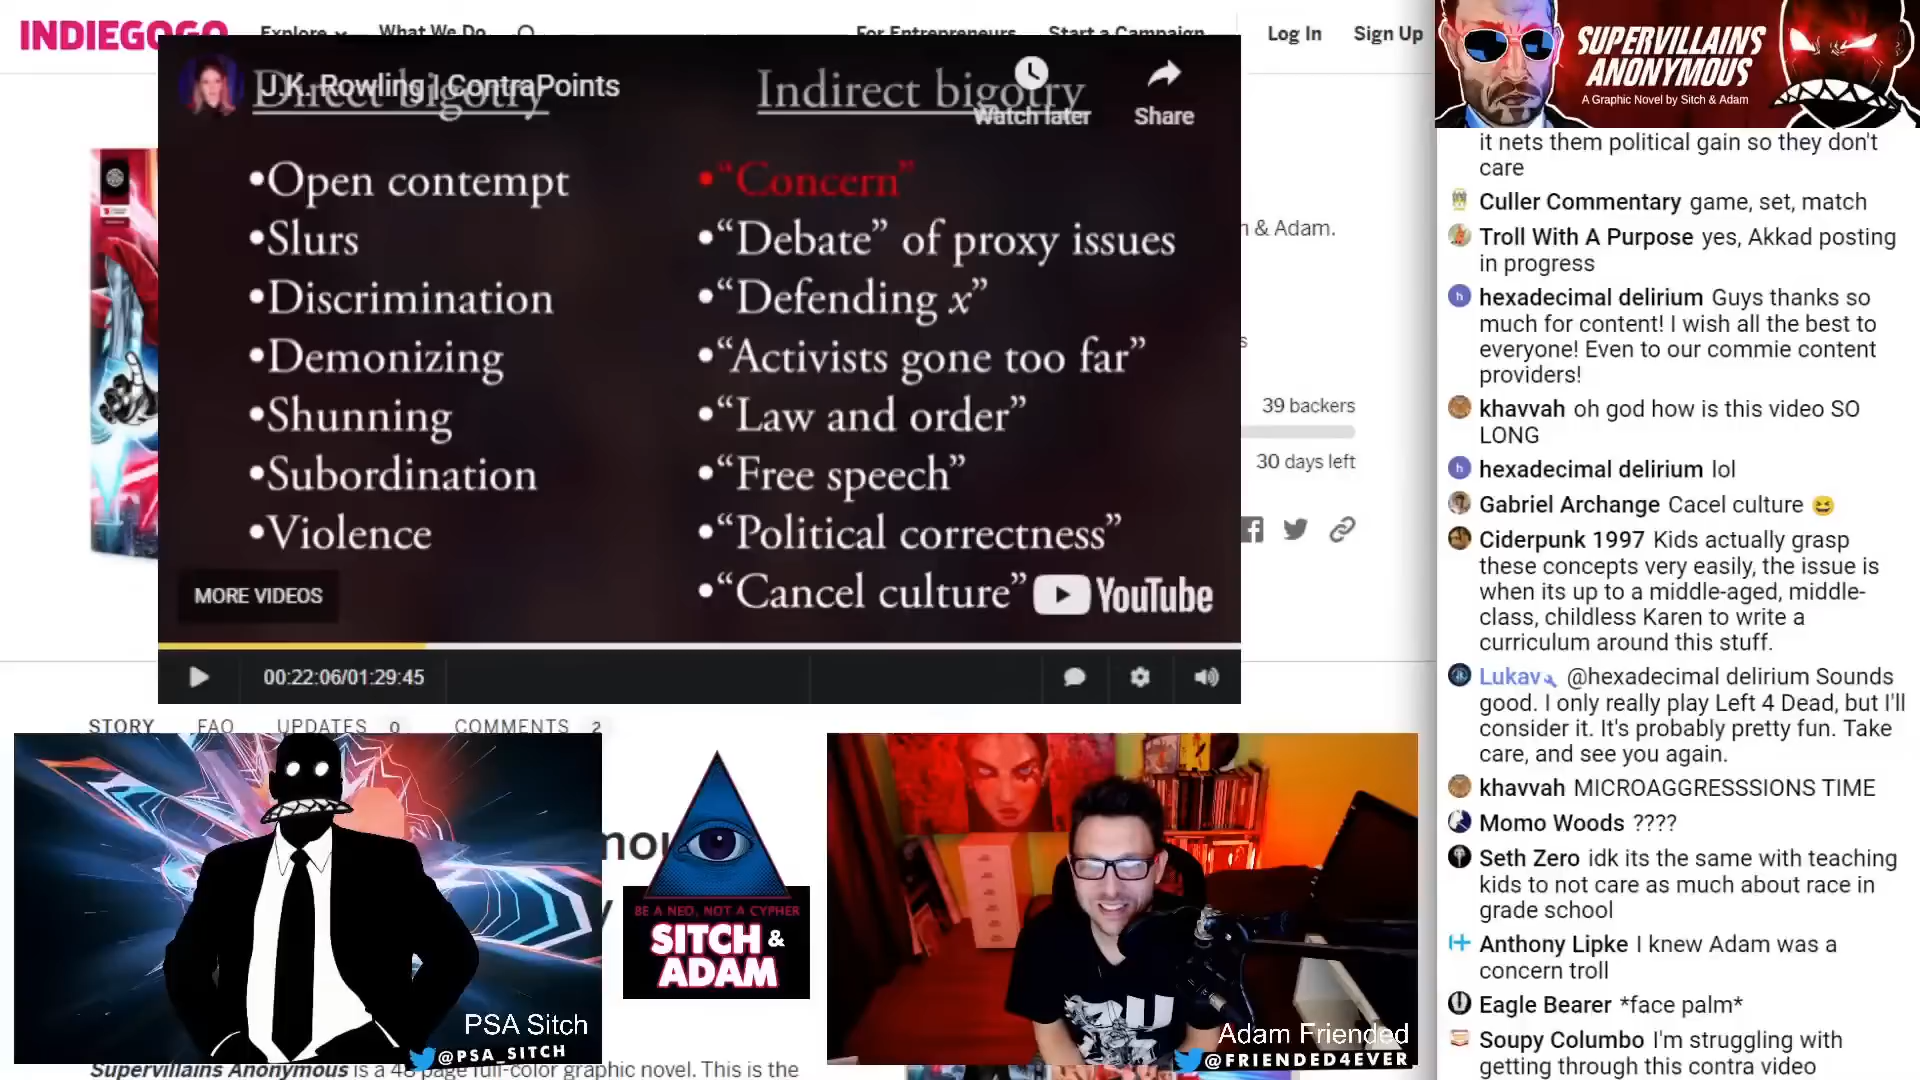 INDIEGOGO
Explore
What We Do
For Entrepreneurs
Start a Campaign
Log In
Sign Up
J.K. Rowling | ContraPoints
Watch later
Share
Direct bigotry
•Open contempt
•Slurs
•Discrimination
•Demonizing
•Shunning
•Subordination
•Violence
Indirect bigotry
•“Concern”
•“Debate” of proxy issues
•“Defending x”
•“Activists gone too far”
•“Law and order”
•“Free speech”
•“Political correctness”
•“Cancel culture”
MORE VIDEOS
YouTube
00:22:06/01:29:45
& Adam.
39 backers
30 days left
STORY
FAQ
UPDATES 0
COMMENTS 2
PSA Sitch
@PSA_SITCH
BE A NEO, NOT A CYPHER
SITCH &
ADAM
Adam Friended
@FRIENDED4EVER
Supervillains Anonymous is a 48 page full-color graphic novel. This is the
SUPERVILLAINS
ANONYMOUS
A Graphic Novel by Sitch & Adam
it nets them political gain so they don't
care
Culler Commentary game, set, match
Troll With A Purpose yes, Akkad posting
in progress
h
hexadecimal delirium Guys thanks so
much for content! I wish all the best to
everyone! Even to our commie content
providers!
khavvah oh god how is this video SO
LONG
h
hexadecimal delirium lol
Gabriel Archange Cacel culture 😆
Ciderpunk 1997 Kids actually grasp
these concepts very easily, the issue is
when its up to a middle-aged, middle-
class, childless Karen to write a
curriculum around this stuff.
Lukav @hexadecimal delirium Sounds
good. I only really play Left 4 Dead, but I'll
consider it. It's probably pretty fun. Take
care, and see you again.
khavvah MICROAGGRESSSIONS TIME
Momo Woods ????
Seth Zero idk its the same with teaching
kids to not care as much about race in
grade school
Anthony Lipke I knew Adam was a
concern troll
Eagle Bearer *face palm*
Soupy Columbo I'm struggling with
getting through this contra video